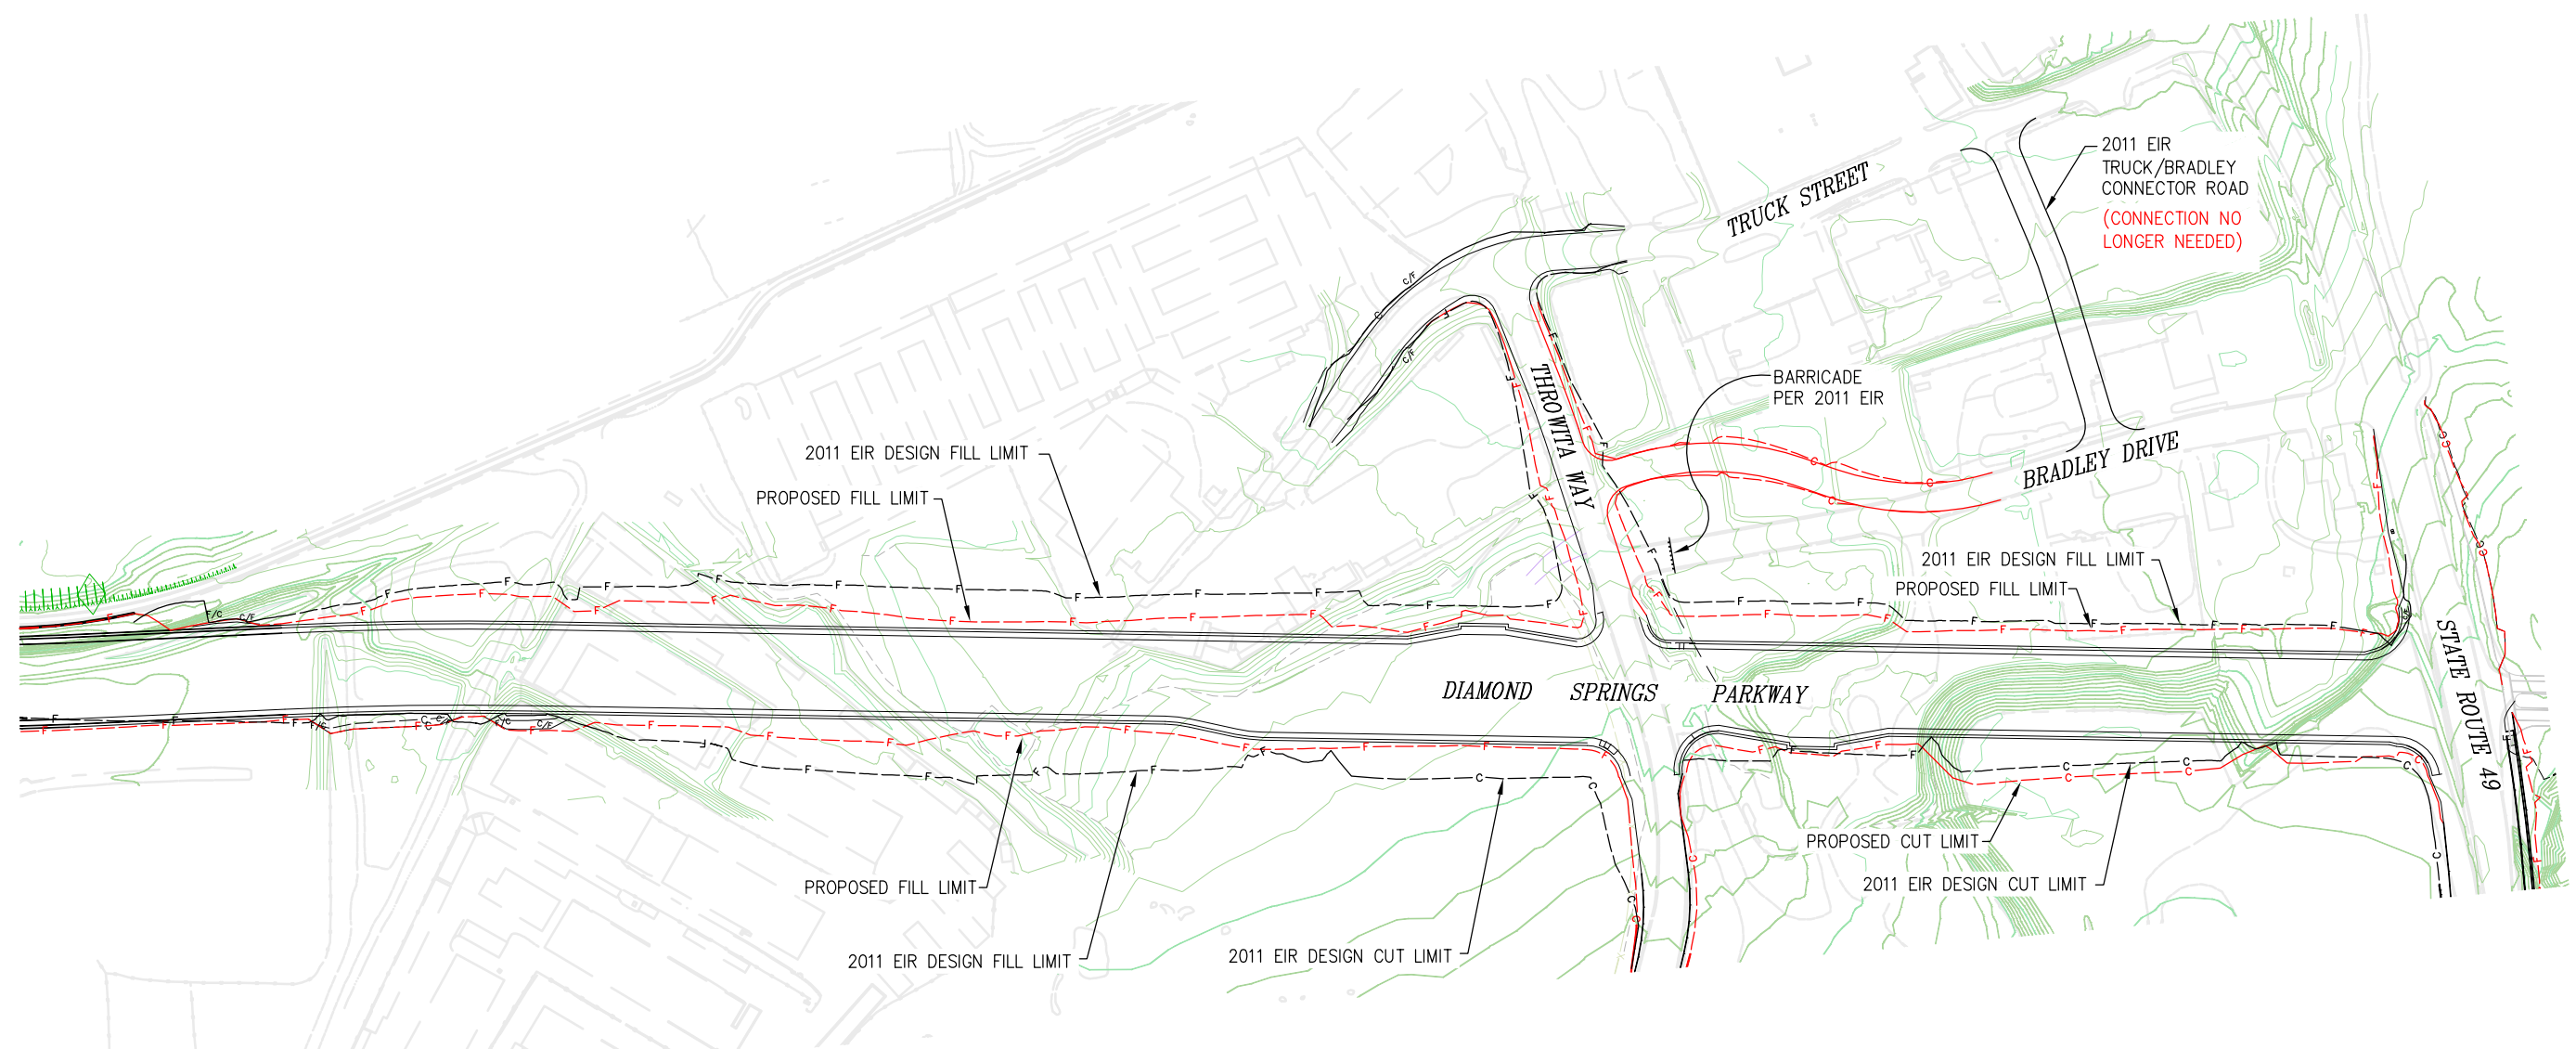 2011 EIR
TRUCK/BRADLEY
CONNECTOR ROAD
(CONNECTION NO
LONGER NEEDED)
TRUCK STREET
BARRICADE
PER 2011 EIR
THROWITA WAY
BRADLEY DRIVE
2011 EIR DESIGN FILL LIMIT
PROPOSED FILL LIMIT
2011 EIR DESIGN FILL LIMIT
PROPOSED FILL LIMIT
DIAMOND SPRINGS PARKWAY
STATE ROUTE 49
PROPOSED CUT LIMIT
2011 EIR DESIGN CUT LIMIT
PROPOSED FILL LIMIT
2011 EIR DESIGN FILL LIMIT
2011 EIR DESIGN CUT LIMIT